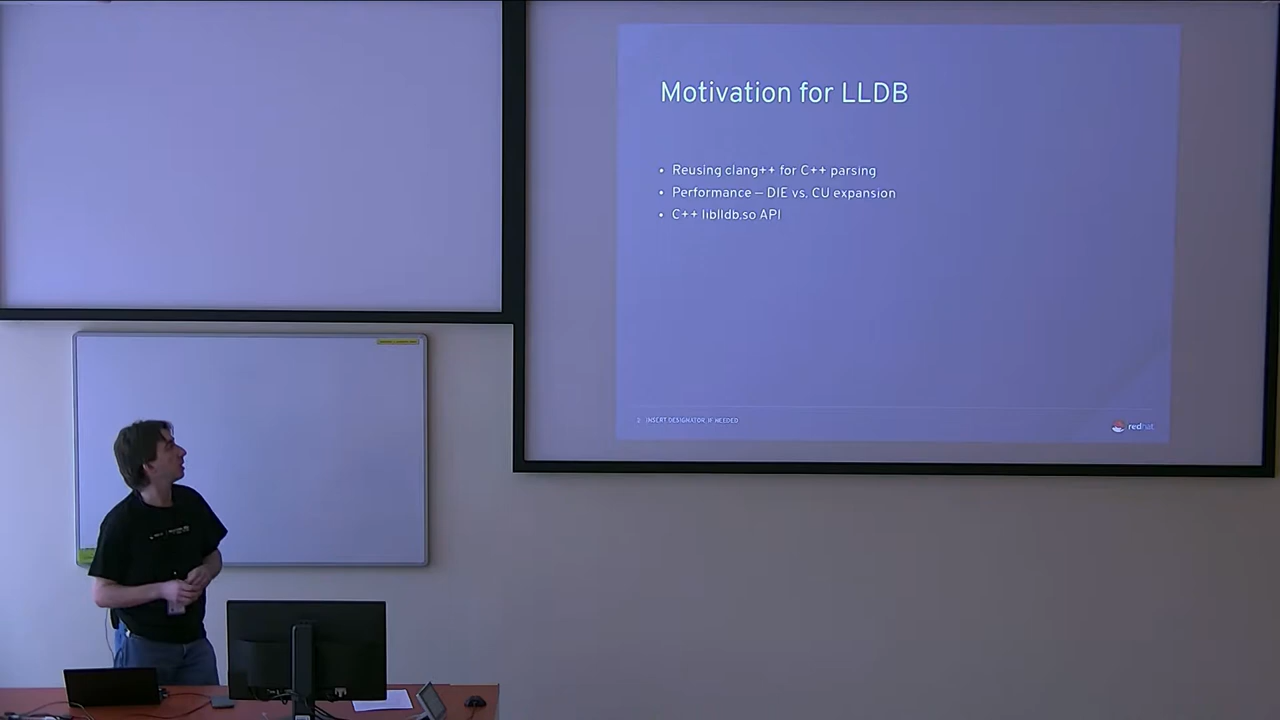 Motivation for LLDB
• Reusing clang++ for C++ parsing
• Performance – DIE vs. CU expansion
• C++ liblldb.so API
2 INSERT DESIGNATOR, IF NEEDED
redhat.